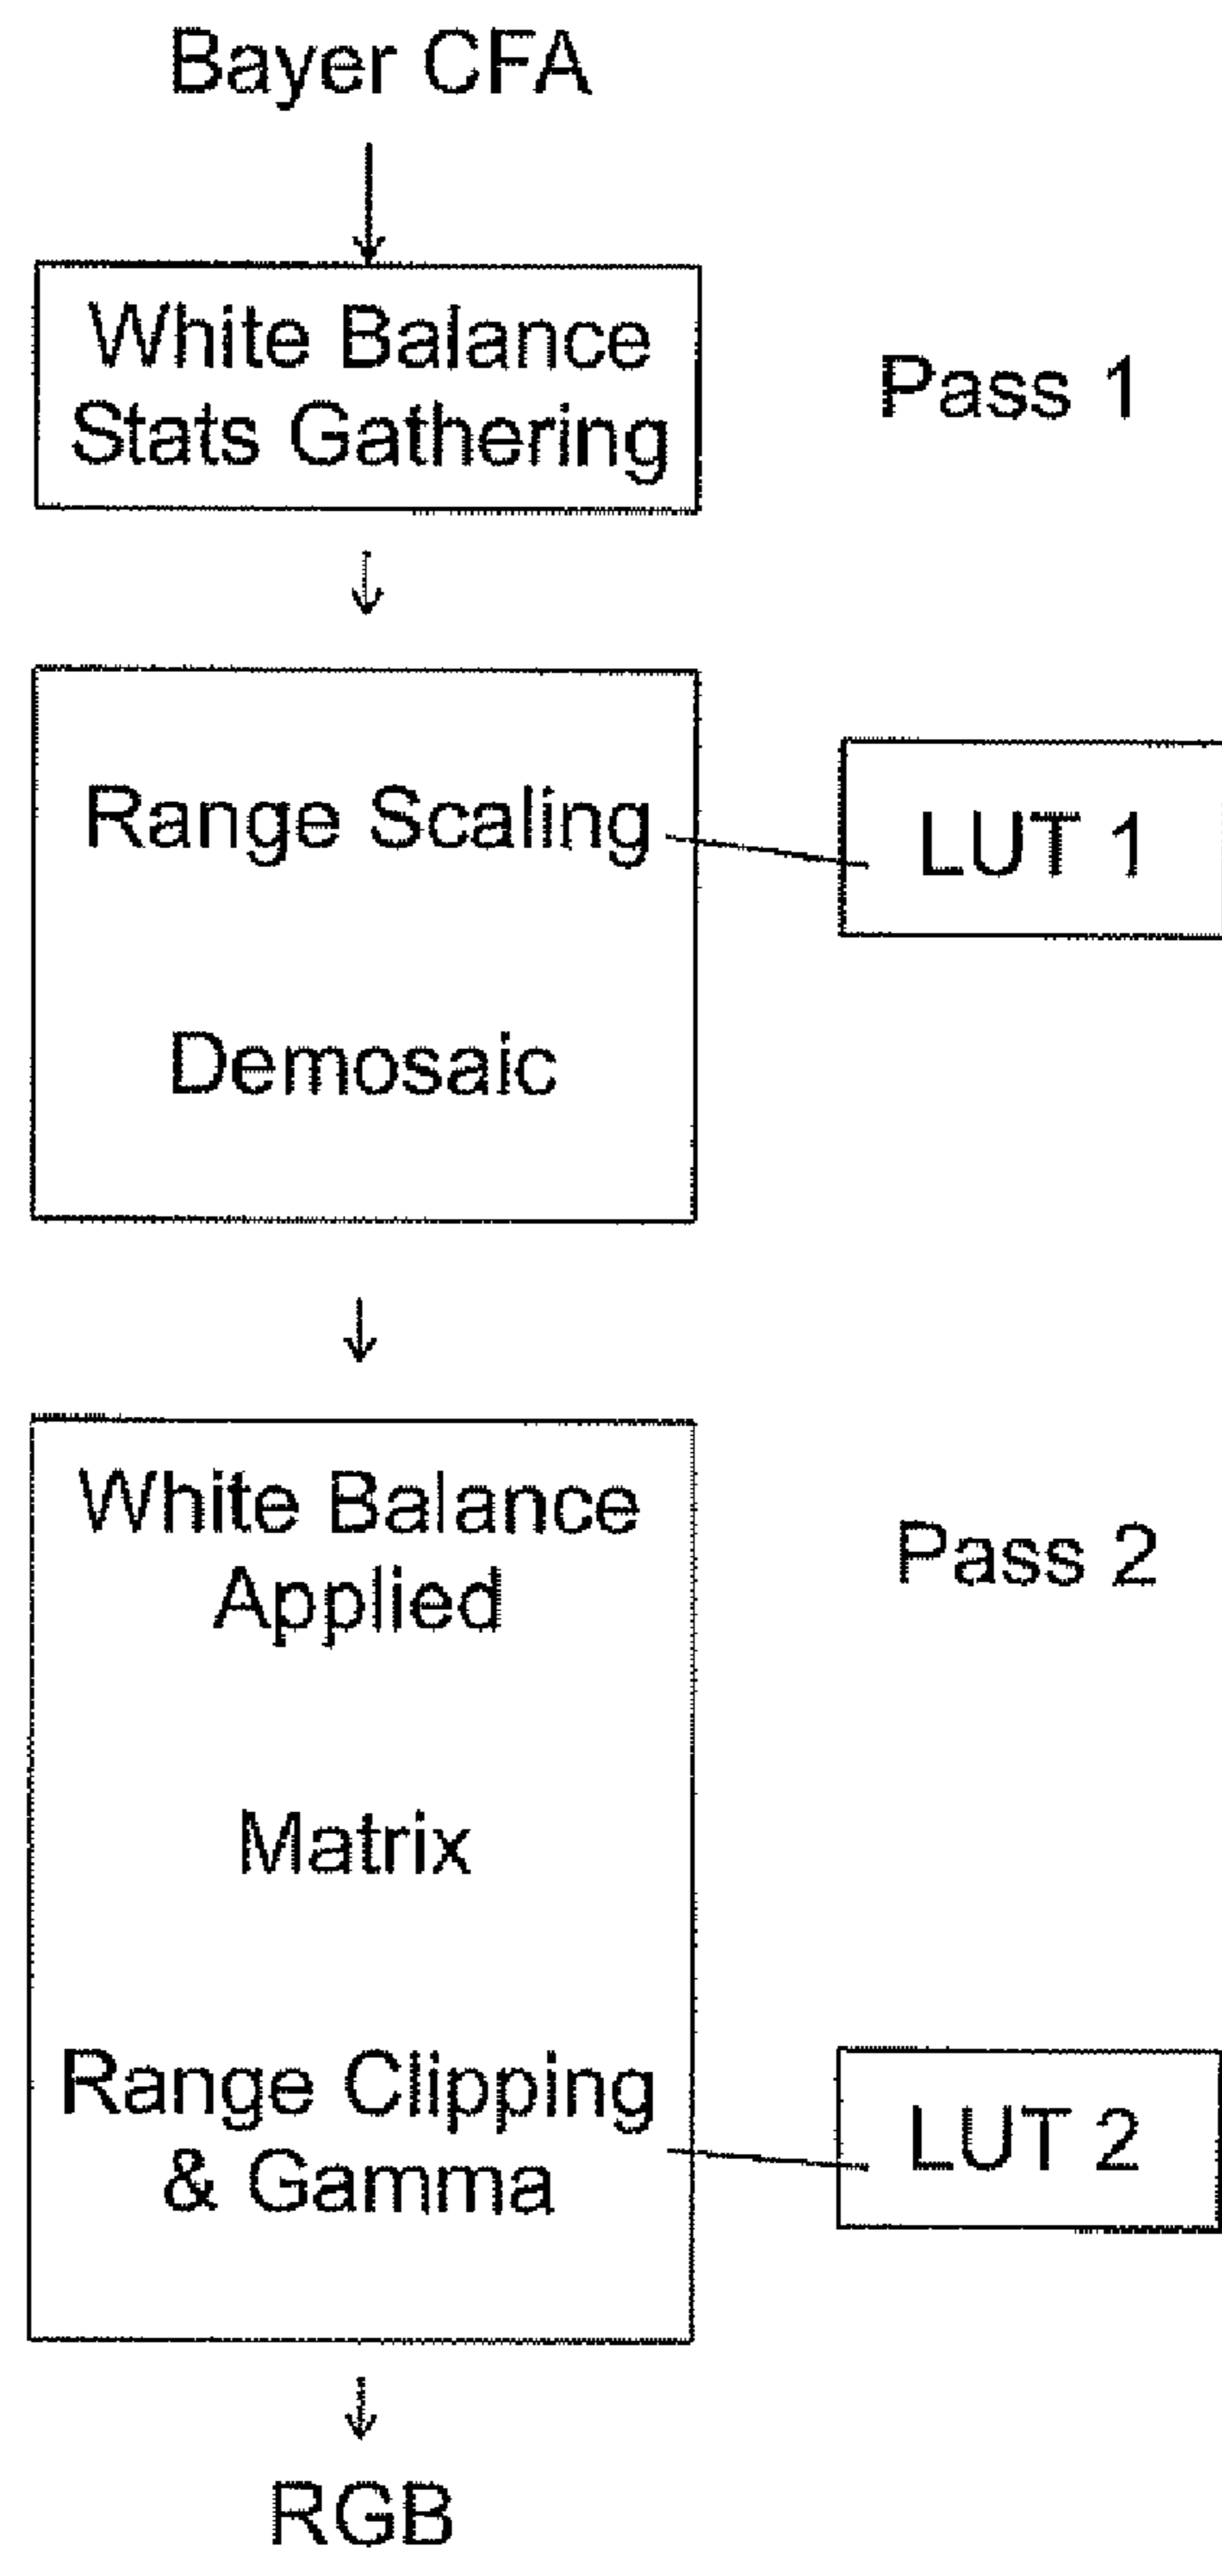 Bayer CFA
White Balance
Stats Gathering
Pass 1
Range Scaling
LUT 1
Demosaic
White Balance
Applied
Pass 2
Matrix
Range Clipping
& Gamma
LUT 2
RGB